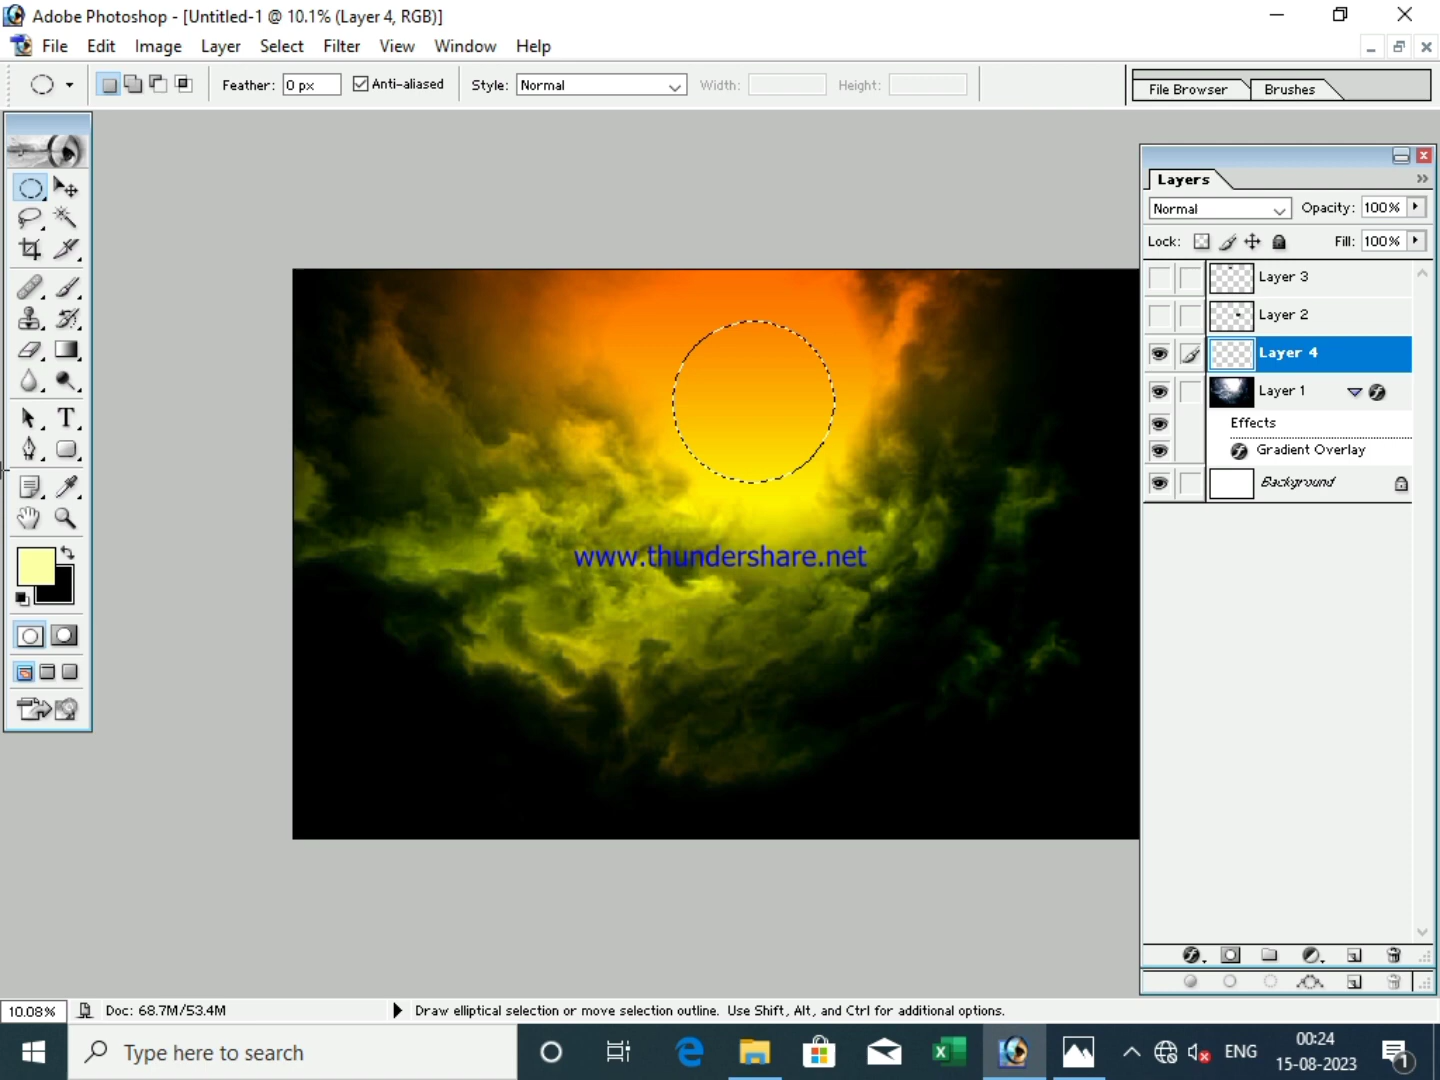 Adobe Photoshop - [Untitled-1 @ 10.1% (Layer 4, RGB)]
File Edit Image Layer Select Filter View Window Help
Feather: 0 px Anti-aliased Style: Normal Width: Height: File Browser Brushes
Layers
Normal Opacity: 100%
Lock: Fill: 100%
Layer 3
Layer 2
Layer 4
Layer 1
Effects
Gradient Overlay
Background
T
www.thundershare.net
10.08% Doc: 68.7M/53.4M Draw elliptical selection or move selection outline. Use Shift, Alt, and Ctrl for additional options.
Type here to search
ENG
00:24
15-08-2023
1